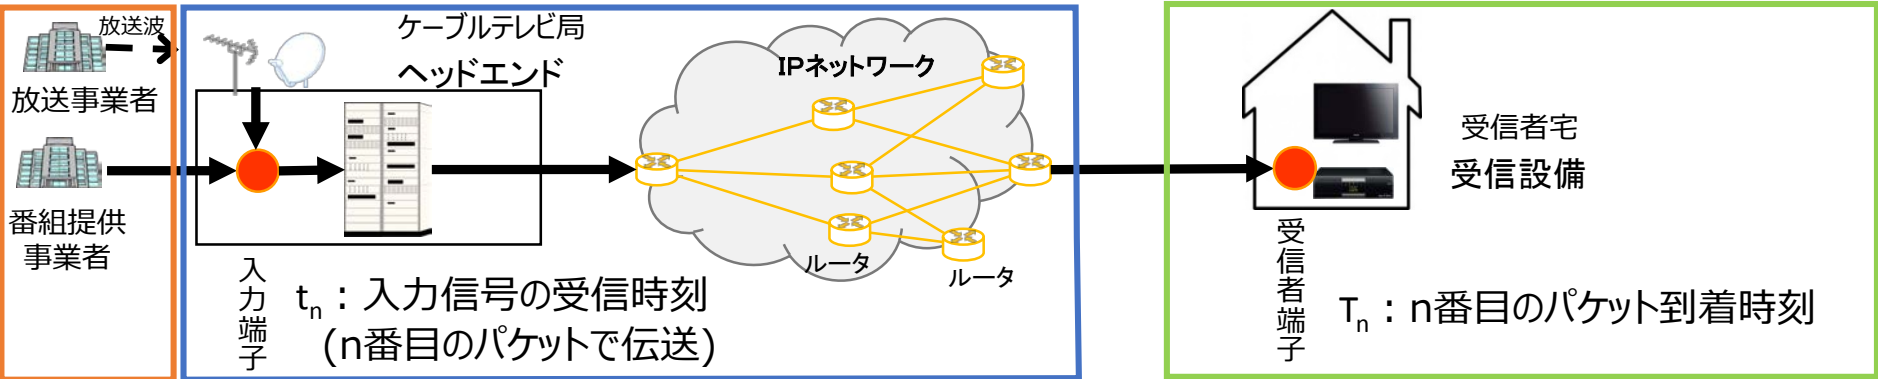 放送波
放送事業者
番組提供
事業者
ケーブルテレビ局
ヘッドエンド
入力端子
tn：入力信号の受信時刻
(n番目のパケットで伝送)
IPネットワーク
ルータ
ルータ
受信者宅
受信設備
受信者端子
Tn：n番目のパケット到着時刻